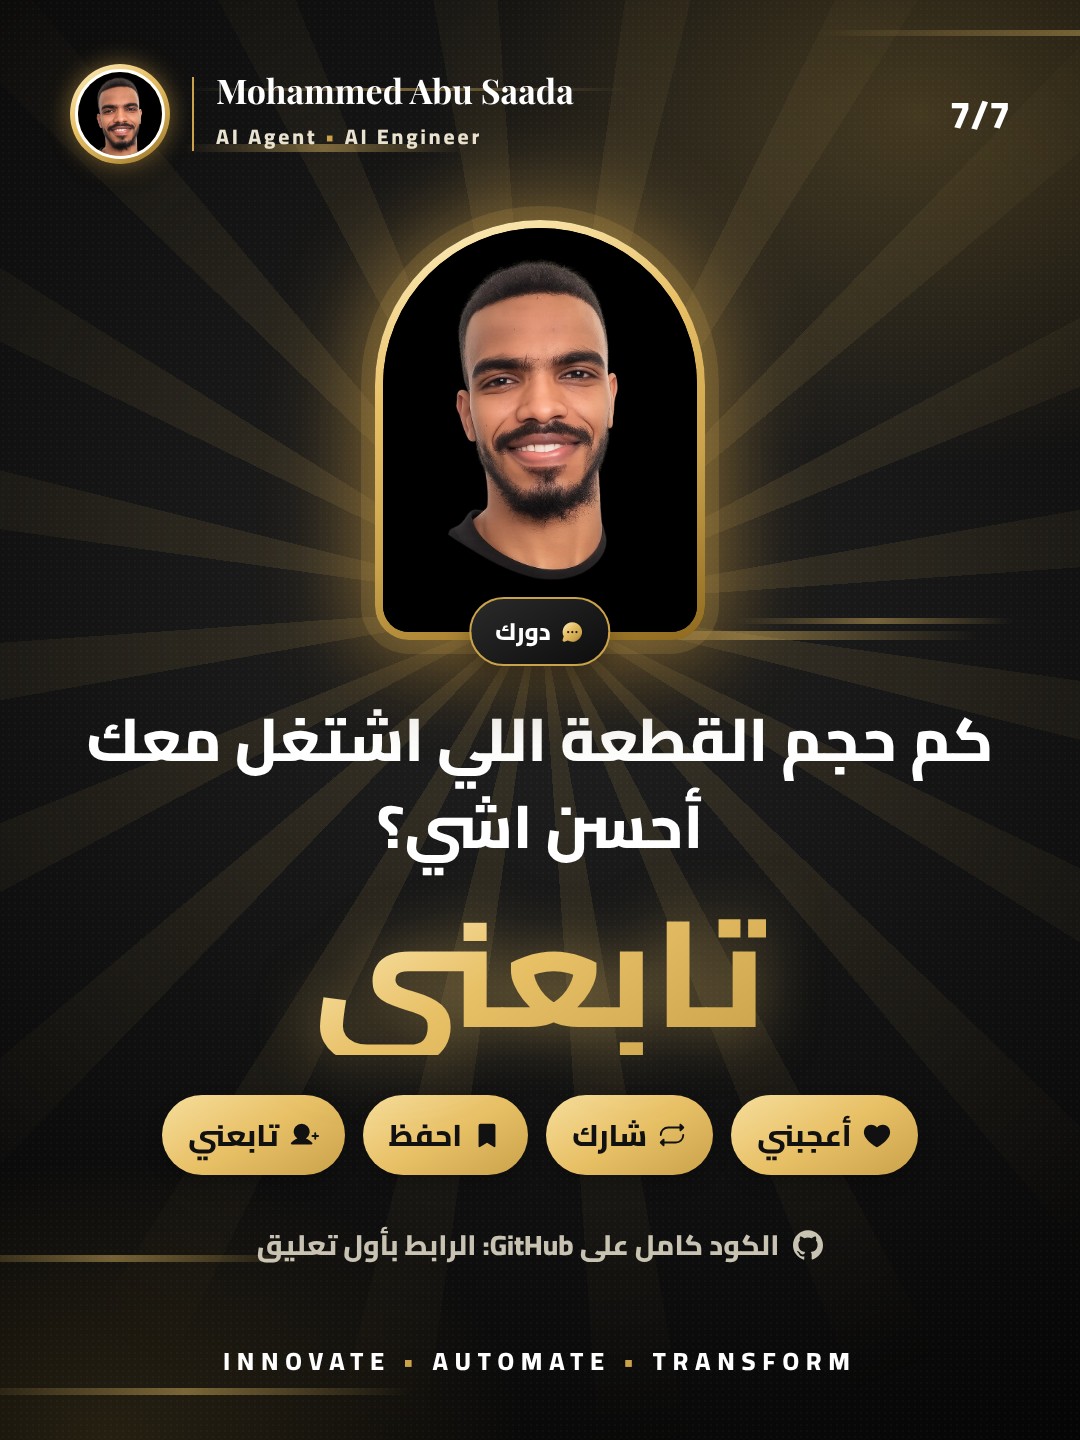 Mohammed Abu Saada
AI Agent ▪ AI Engineer
7/7
دورك
كم حجم القطعة اللي اشتغل معك
أحسن اشي؟
تابعني
أعجبني
شارك
احفظ
تابعني
الكود كامل على GitHub: الرابط بأول تعليق
INNOVATE ▪ AUTOMATE ▪ TRANSFORM